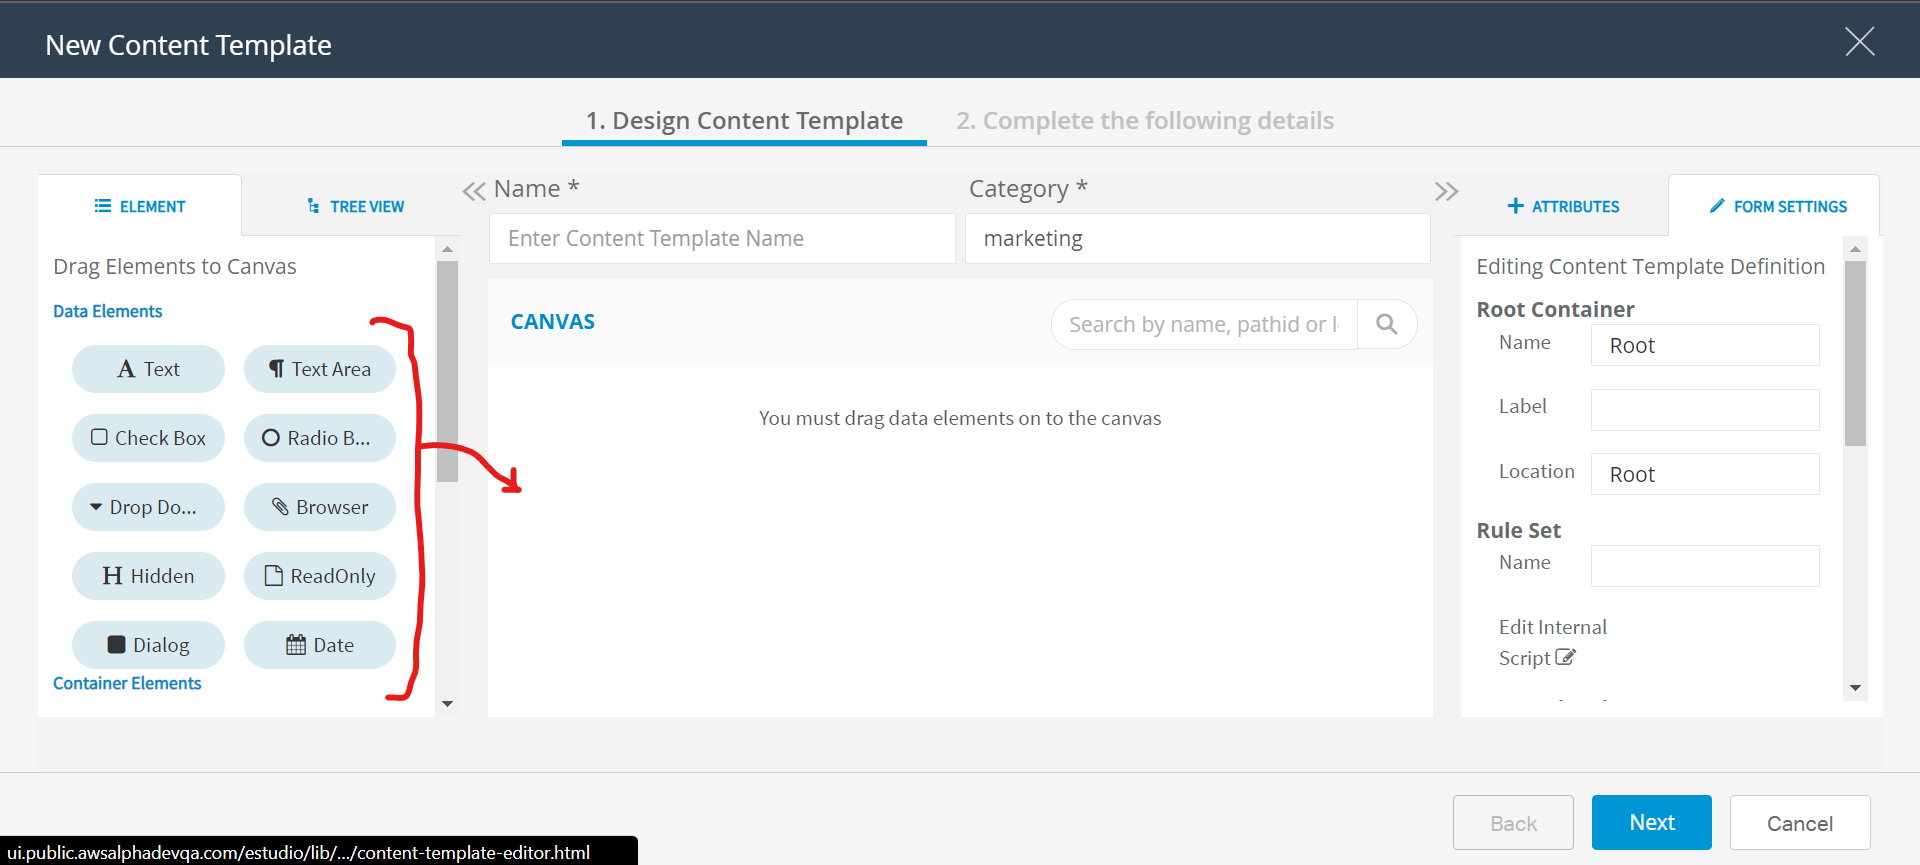 New Content Template
1. Design Content Template
2. Complete the following details
ELEMENT
TREE VIEW
Drag Elements to Canvas
Data Elements
Text
Text Area
Check Box
Radio B...
Drop Do...
Browser
Hidden
ReadOnly
Dialog
Date
Container Elements
Name *
Category *
Enter Content Template Name
marketing
CANVAS
Search by name, pathid or l
You must drag data elements on to the canvas
ATTRIBUTES
FORM SETTINGS
Editing Content Template Definition
Root Container
Name
Root
Label
Location
Root
Rule Set
Name
Edit Internal
Script
Back
Next
Cancel
ui.public.awsalphadevqa.com/estudio/lib/.../content-template-editor.html